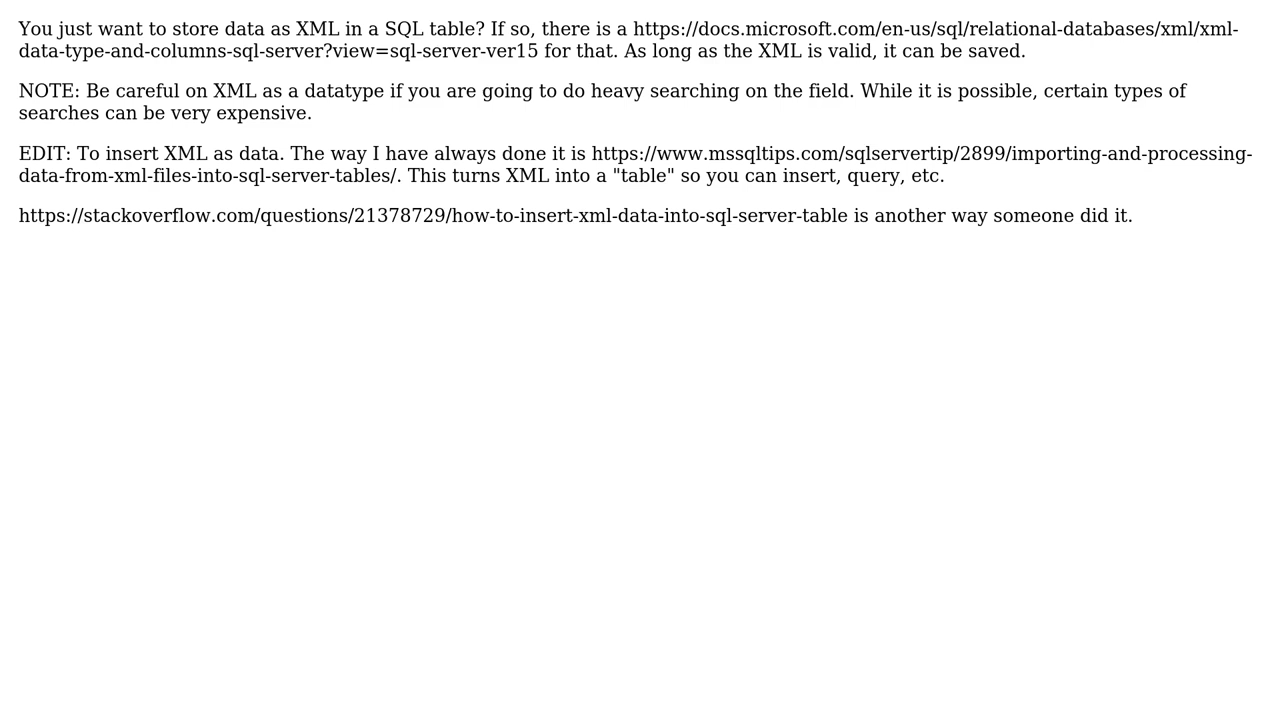 You just want to store data as XML in a SQL table? If so, there is a https://docs.microsoft.com/en-us/sql/relational-databases/xml/xml-
data-type-and-columns-sql-server?view=sql-server-ver15 for that. As long as the XML is valid, it can be saved.
NOTE: Be careful on XML as a datatype if you are going to do heavy searching on the field. While it is possible, certain types of
searches can be very expensive.
EDIT: To insert XML as data. The way I have always done it is https://www.mssqltips.com/sqlservertip/2899/importing-and-processing-
data-from-xml-files-into-sql-server-tables/. This turns XML into a "table" so you can insert, query, etc.
https://stackoverflow.com/questions/21378729/how-to-insert-xml-data-into-sql-server-table is another way someone did it.